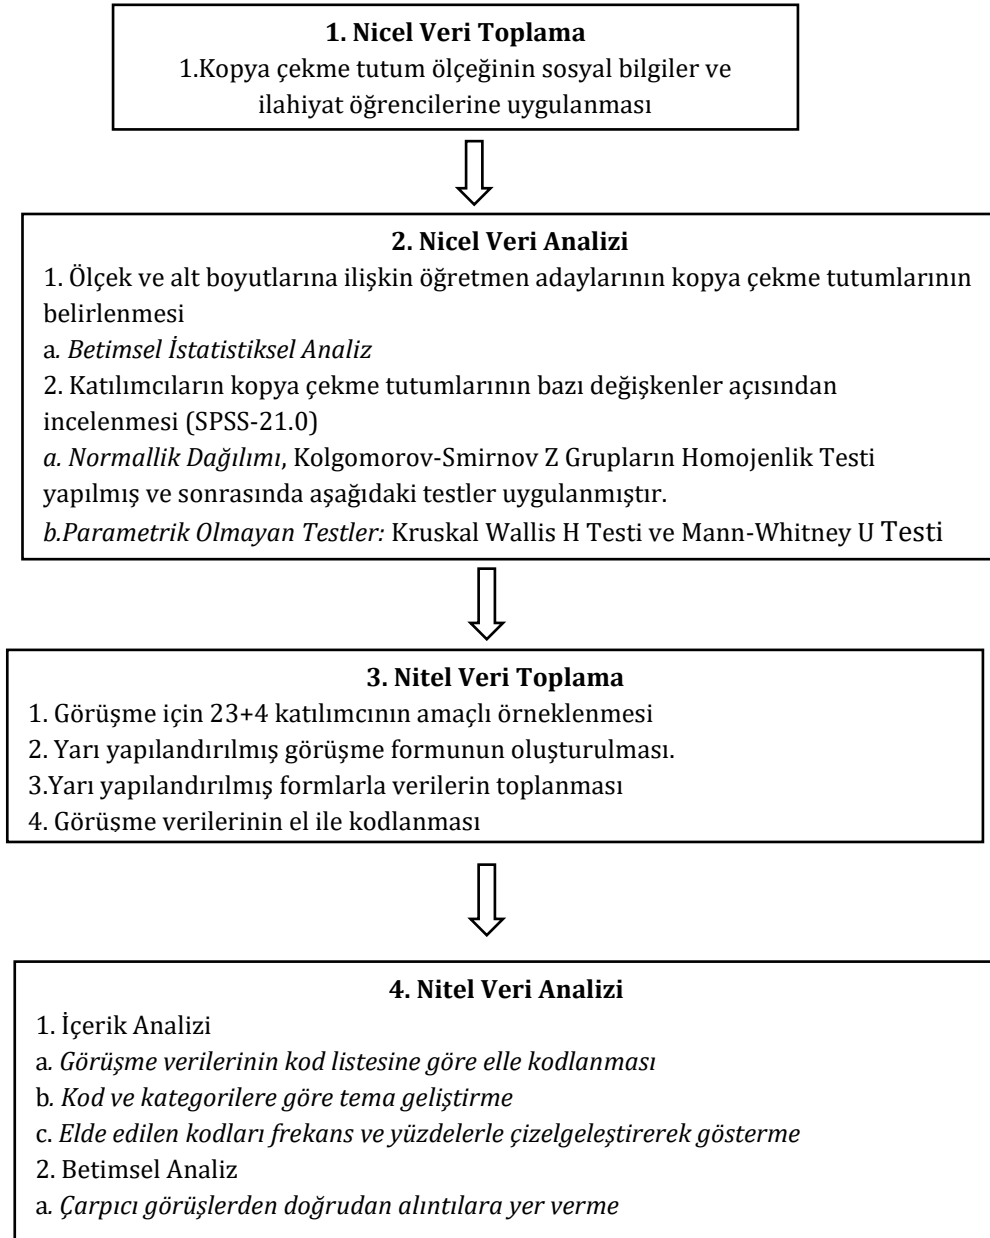 1. Nicel Veri Toplama
1.Kopya çekme tutum ölçeğinin sosyal bilgiler ve
ilahiyat öğrencilerine uygulanması
2. Nicel Veri Analizi
1. Ölçek ve alt boyutlarına ilişkin öğretmen adaylarının kopya çekme tutumlarının
belirlenmesi
a. Betimsel İstatistiksel Analiz
2. Katılımcıların kopya çekme tutumlarının bazı değişkenler açısından
incelenmesi (SPSS-21.0)
a. Normallik Dağılımı, Kolgomorov-Smirnov Z Grupların Homojenlik Testi
yapılmış ve sonrasında aşağıdaki testler uygulanmıştır.
b.Parametrik Olmayan Testler: Kruskal Wallis H Testi ve Mann-Whitney U Testi
3. Nitel Veri Toplama
1. Görüşme için 23+4 katılımcının amaçlı örneklenmesi
2. Yarı yapılandırılmış görüşme formunun oluşturulması.
3.Yarı yapılandırılmış formlarla verilerin toplanması
4. Görüşme verilerinin el ile kodlanması
4. Nitel Veri Analizi
1. İçerik Analizi
a. Görüşme verilerinin kod listesine göre elle kodlanması
b. Kod ve kategorilere göre tema geliştirme
c. Elde edilen kodları frekans ve yüzdelerle çizelgeleştirerek gösterme
2. Betimsel Analiz
a. Çarpıcı görüşlerden doğrudan alıntılara yer verme